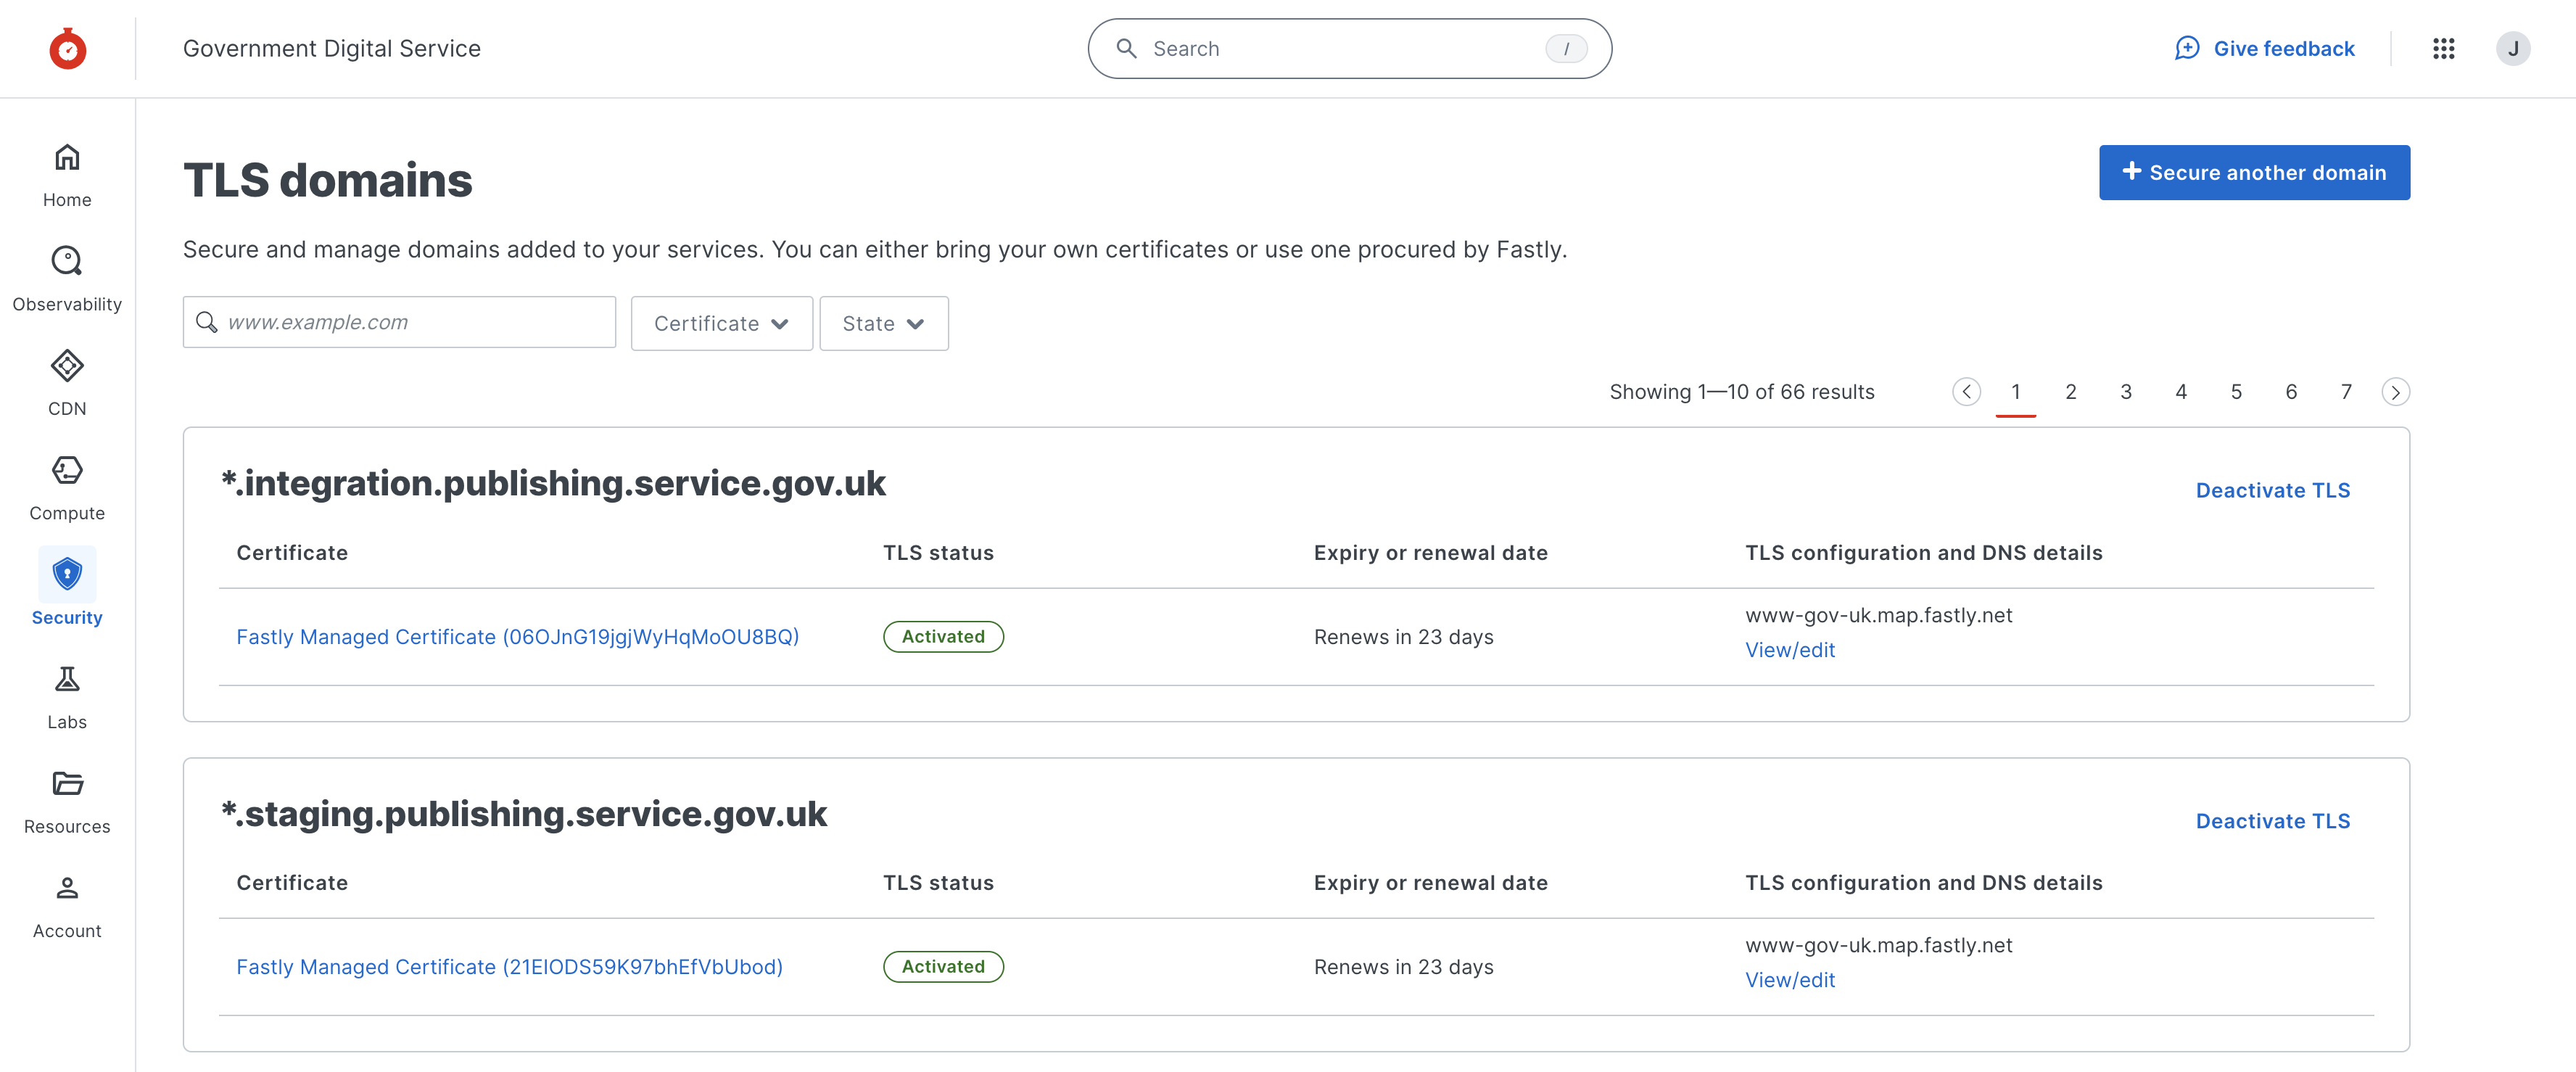 Government Digital Service
Search
/
Give feedback
J
Home
Observability
CDN
Compute
Security
Labs
Resources
Account
TLS domains
Secure another domain
Secure and manage domains added to your services. You can either bring your own certificates or use one procured by Fastly.
www.example.com
Certificate
State
Showing 1—10 of 66 results
1 2 3 4 5 6 7
*.integration.publishing.service.gov.uk
Deactivate TLS
Certificate TLS status Expiry or renewal date TLS configuration and DNS details
Fastly Managed Certificate (06OJnG19jgjWyHqMoOU8BQ) Activated Renews in 23 days www-gov-uk.map.fastly.net
View/edit
*.staging.publishing.service.gov.uk
Deactivate TLS
Certificate TLS status Expiry or renewal date TLS configuration and DNS details
Fastly Managed Certificate (21EIODS59K97bhEfVbUbod) Activated Renews in 23 days www-gov-uk.map.fastly.net
View/edit